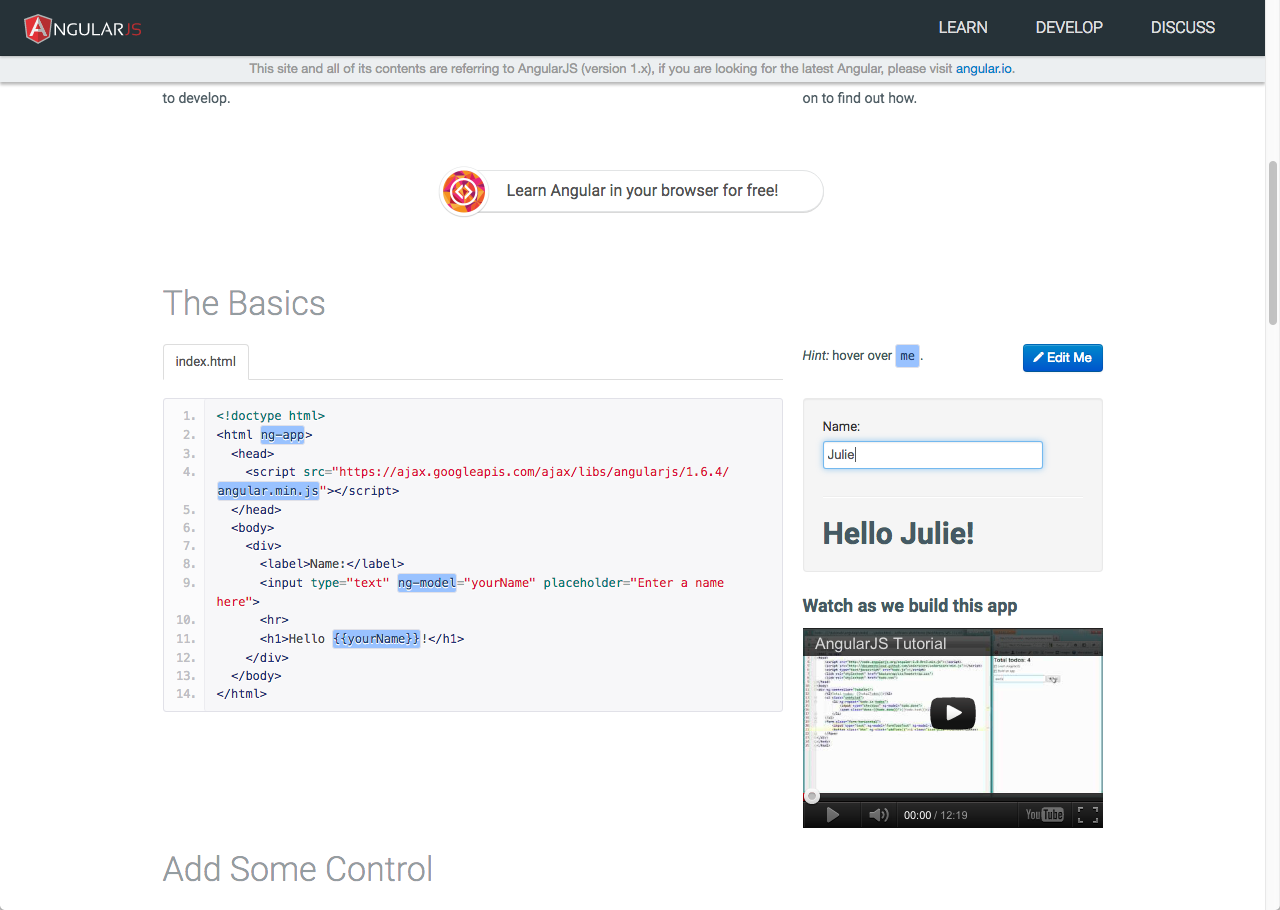 ANGULARJS
LEARN DEVELOP DISCUSS
This site and all of its contents are referring to AngularJS (version 1.x), if you are looking for the latest Angular, please visit angular.io.
to develop.
on to find out how.
Learn Angular in your browser for free!
The Basics
index.html
1. <!doctype html>
2. <html ng-app>
3. <head>
4. <script src="https://ajax.googleapis.com/ajax/libs/angularjs/1.6.4/
angular.min.js"></script>
5. </head>
6. <body>
7. <div>
8. <label>Name:</label>
9. <input type="text" ng-model="yourName" placeholder="Enter a name
here">
10. <hr>
11. <h1>Hello {{yourName}}!</h1>
12. </div>
13. </body>
14. </html>
Hint: hover over me .
Edit Me
Name:
Julie
Hello Julie!
Watch as we build this app
AngularJS Tutorial
Total todos: 4
00:00 / 12:19
YouTube
Add Some Control